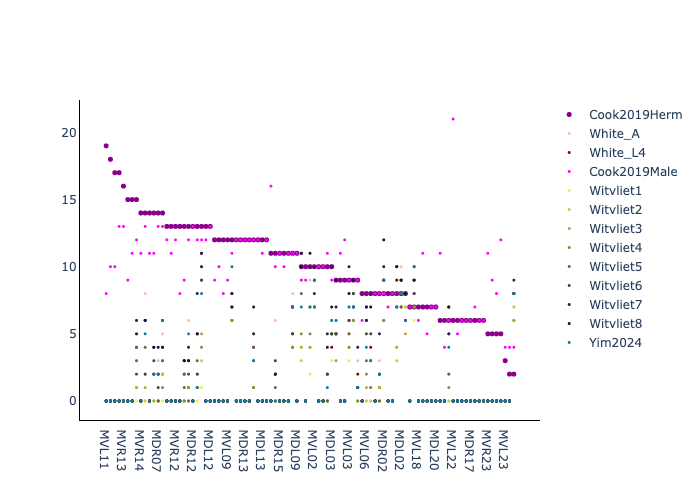 20
15
10
5
0
MVL11
MVR13
MVR14
MDR07
MVR12
MDR12
MDL12
MVL09
MDR10
MDL13
MDR15
MDL09
MVL02
MDL03
MVL03
MVL06
MDR02
MDL02
MVL18
MDL20
MVL22
MDR17
MVR23
MVL23
Cook2019Herm
White_A
White_L4
Cook2019Male
Witvliet1
Witvliet2
Witvliet3
Witvliet4
Witvliet5
Witvliet6
Witvliet7
Witvliet8
Yim2024